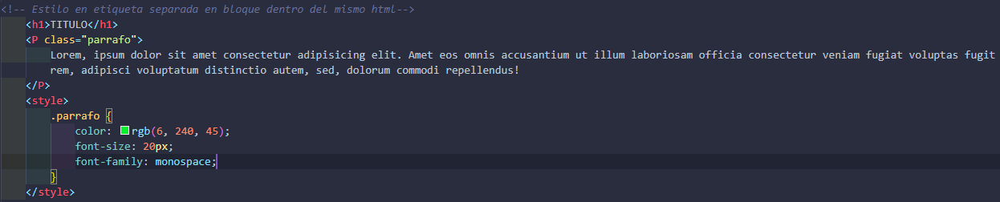 <!-- Estilo en etiqueta separada en bloque dentro del mismo html-->
<h1>TITULO</h1>
<P class="parrafo">
Lorem, ipsum dolor sit amet consectetur adipisicing elit. Amet eos omnis accusantium ut illum laboriosam officia consectetur veniam fugiat voluptas fugit
rem, adipisci voluptatum distinctio autem, sed, dolorum commodi repellendus!
</P>
<style>
.parrafo {
color: rgb(6, 240, 45);
font-size: 20px;
font-family: monospace;
}
</style>